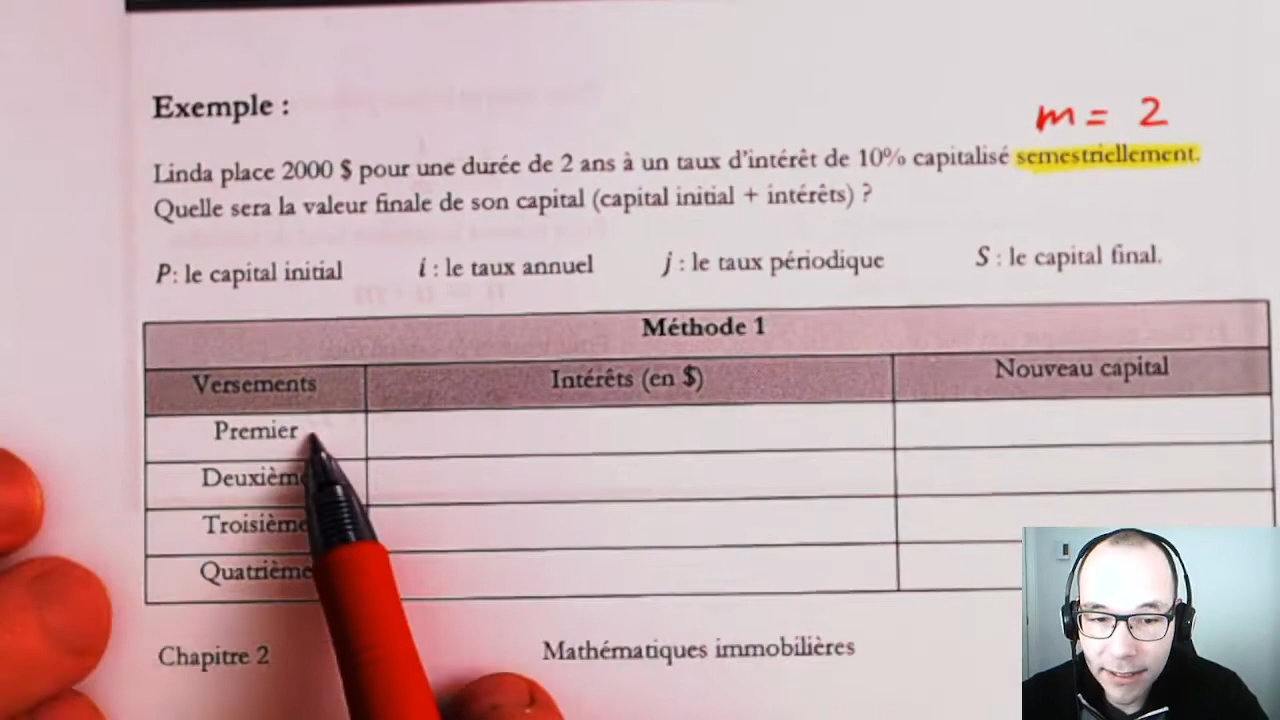 Exemple :
m = 2
Linda place 2000 $ pour une durée de 2 ans à un taux d'intérêt de 10% capitalisé semestriellement.
Quelle sera la valeur finale de son capital (capital initial + intérêts) ?
P: le capital initial i : le taux annuel j : le taux périodique S : le capital final.
Méthode 1
Versements Intérêts (en $) Nouveau capital
Premier
Deuxième
Troisième
Quatrième
Chapitre 2 Mathématiques immobilières